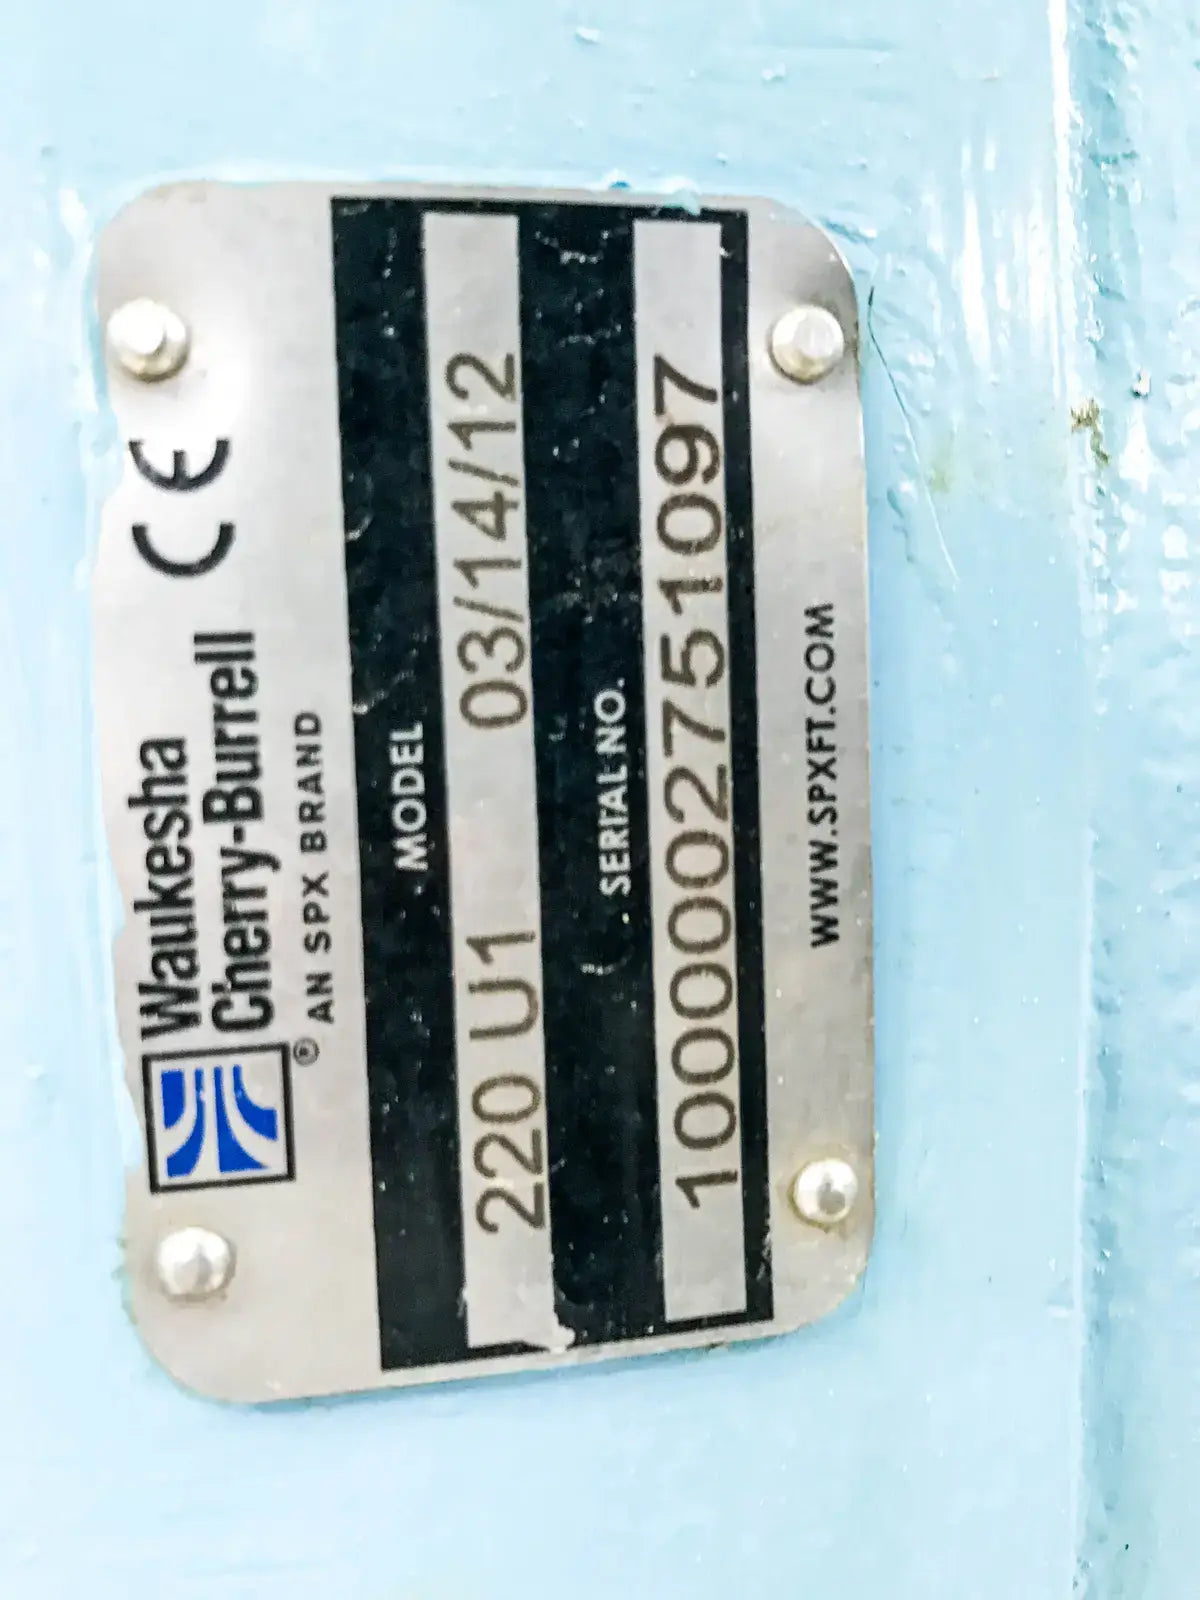 Waukesha
Cherry-Burrell
CE
® AN SPX BRAND
MODEL
220 U1 03/14/12
SERIAL NO.
1000002751097
WWW.SPXFT.COM